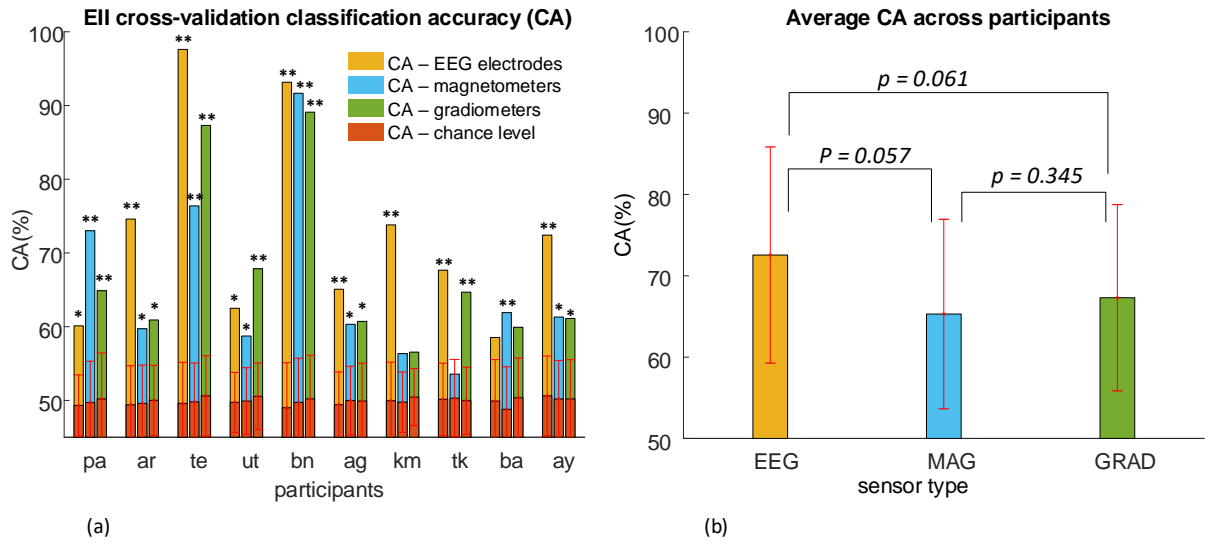 EII cross-validation classification accuracy (CA)
100
90
80
70
60
50
CA(%)
CA – EEG electrodes
CA – magnetometers
CA – gradiometers
CA – chance level
* ** **
** * *
** ** **
* * **
** ** **
** * *
**
** **
**
** * *
pa ar te ut bn ag km tk ba ay
participants
(a)
Average CA across participants
100
90
80
70
60
50
CA(%)
p = 0.061
P = 0.057
p = 0.345
EEG MAG GRAD
sensor type
(b)